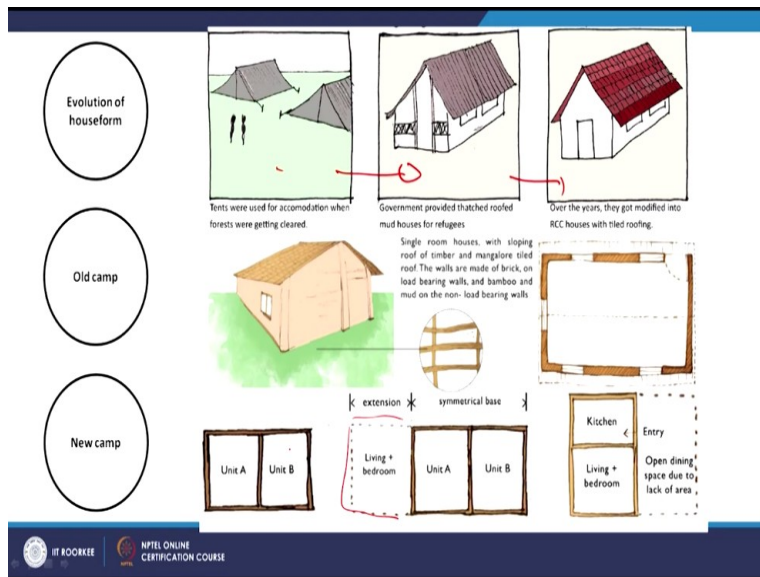 Evolution of
houseform
Tents were used for accomodation when
forests were getting cleared.
Government provided thatched roofed
mud houses for refugees
Over the years, they got modified into
RCC houses with tiled roofing.
Old camp
Single room houses, with sloping
roof of timber and mangalore tiled
roof. The walls are made of brick, on
load bearing walls, and bamboo and
mud on the non- load bearing walls
New camp
extension
symmetrical base
Unit A
Unit B
Living +
bedroom
Unit A
Unit B
Kitchen
Entry
Living +
bedroom
Open dining
space due to
lack of area
IIT ROORKEE
NPTEL ONLINE
CERTIFICATION COURSE